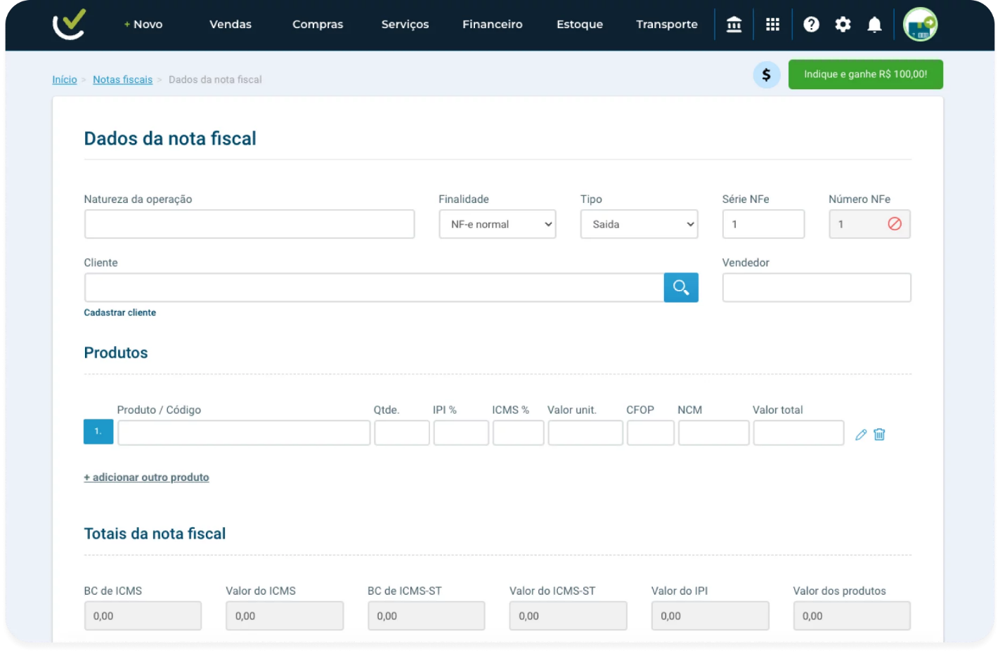 + Novo Vendas Compras Serviços Financeiro Estoque Transporte
Início > Notas fiscais > Dados da nota fiscal
$ Indique e ganhe R$ 100,00!
Dados da nota fiscal
Natureza da operação Finalidade Tipo Série NFe Número NFe
NF-e normal Saida 1 1
Cliente Vendedor
Cadastrar cliente
Produtos
Produto / Código Qtde. IPI % ICMS % Valor unit. CFOP NCM Valor total
1.
+ adicionar outro produto
Totais da nota fiscal
BC de ICMS Valor do ICMS BC de ICMS-ST Valor do ICMS-ST Valor do IPI Valor dos produtos
0,00 0,00 0,00 0,00 0,00 0,00